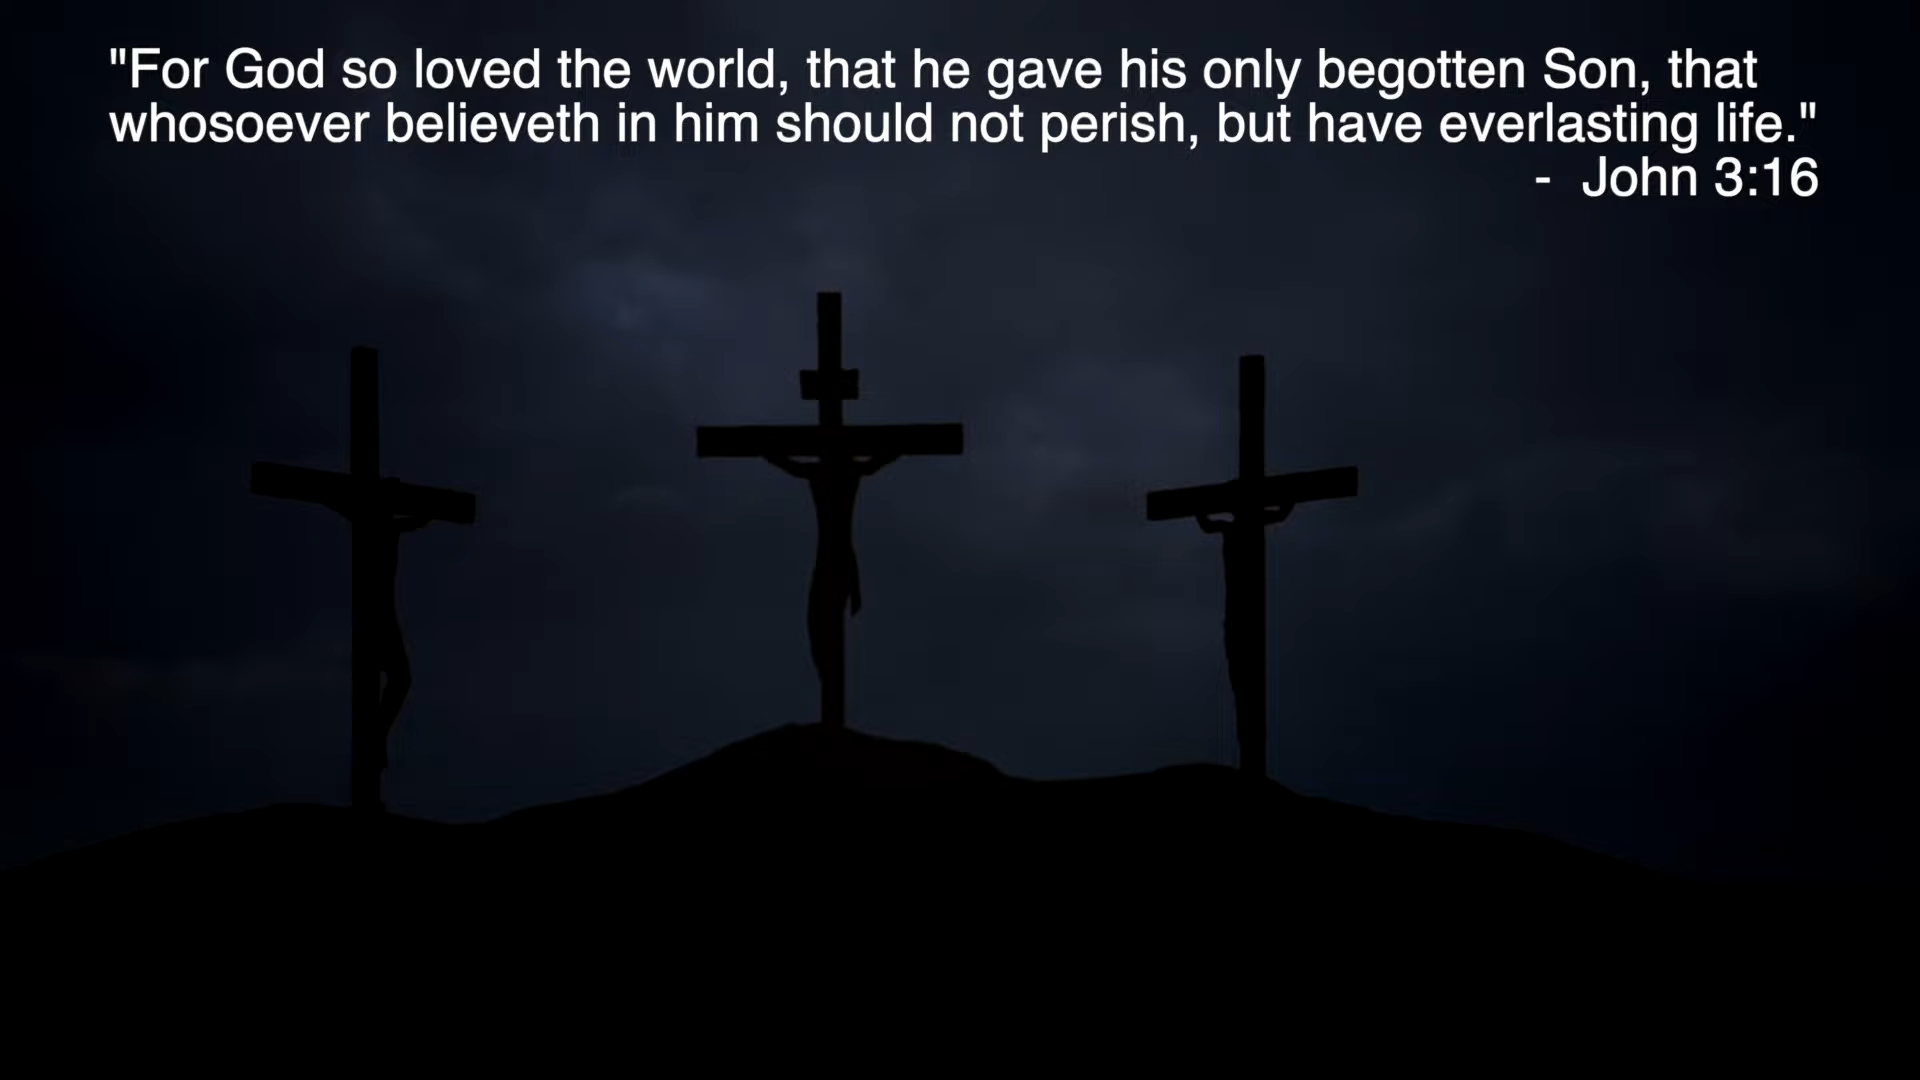 "For God so loved the world, that he gave his only begotten Son, that
whosoever believeth in him should not perish, but have everlasting life."
- John 3:16